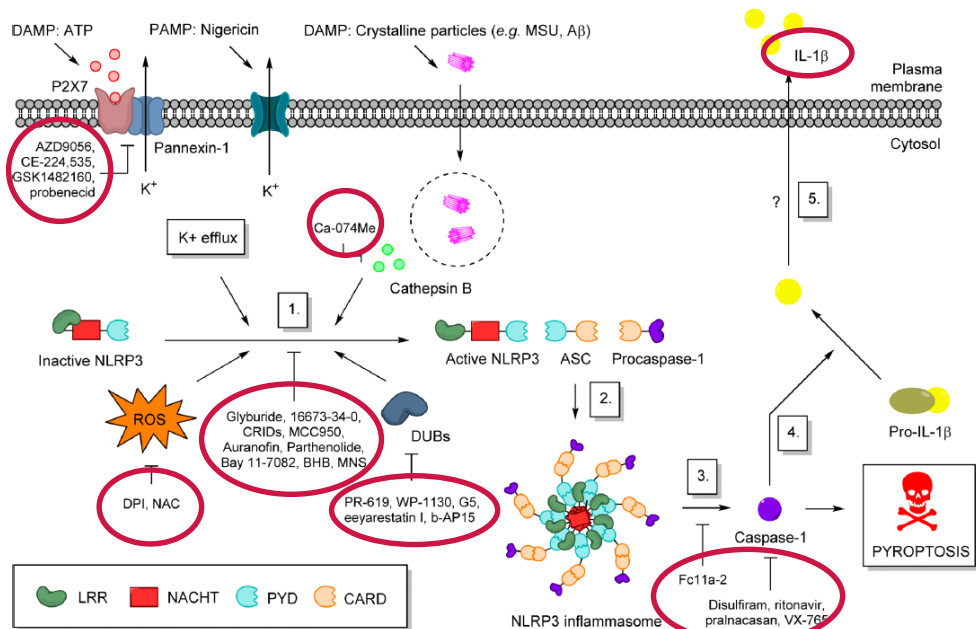 DAMP: ATP
PAMP: Nigericin
DAMP: Crystalline particles (e.g. MSU, Aβ)
IL-1β
P2X7
Plasma
membrane
Cytosol
Pannexin-1
AZD9056,
CE-224,535,
GSK1482160,
probenecid
K+
K+
?
5.
K+ efflux
Ca-074Me
Cathepsin B
1.
Inactive NLRP3
Active NLRP3
ASC
Procaspase-1
2.
ROS
Glyburide, 16673-34-0,
CRIDs, MCC950,
Auranofin, Parthenolide,
Bay 11-7082, BHB, MNS
DUBs
4.
Pro-IL-1β
3.
DPI, NAC
PR-619, WP-1130, G5,
eeyarestatin I, b-AP15
Caspase-1
PYROPTOSIS
Fc11a-2
Disulfiram, ritonavir,
pralnacasan, VX-765
LRR
NACHT
PYD
CARD
NLRP3 inflammasome